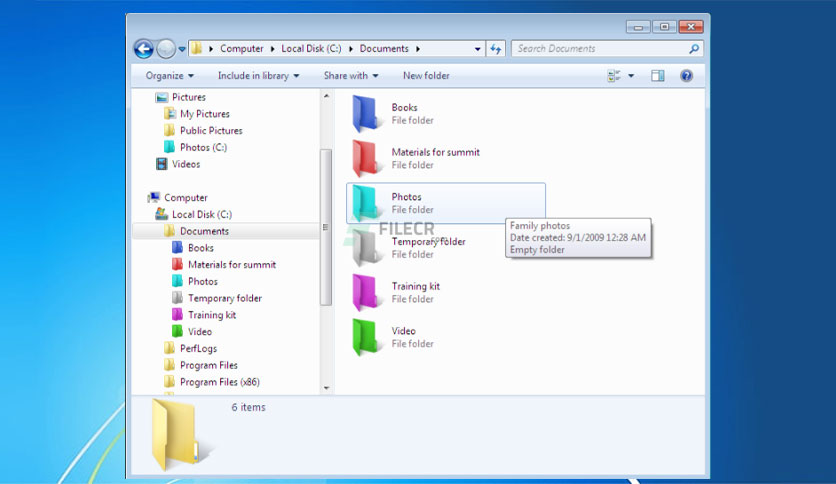 Computer Local Disk (C:) Documents
Search Documents
Organize Include in library Share with New folder
Pictures
My Pictures
Public Pictures
Photos (C:)
Videos
Computer
Local Disk (C:)
Documents
Books
Materials for summit
Photos
Temporary folder
Training kit
Video
PerfLogs
Program Files
Program Files (x86)
Books
File folder
Materials for summit
File folder
Photos
File folder
FILECR
Temporary folder
File folder
Training kit
File folder
Video
File folder
Family photos
Date created: 9/1/2009 12:28 AM
Empty folder
6 items